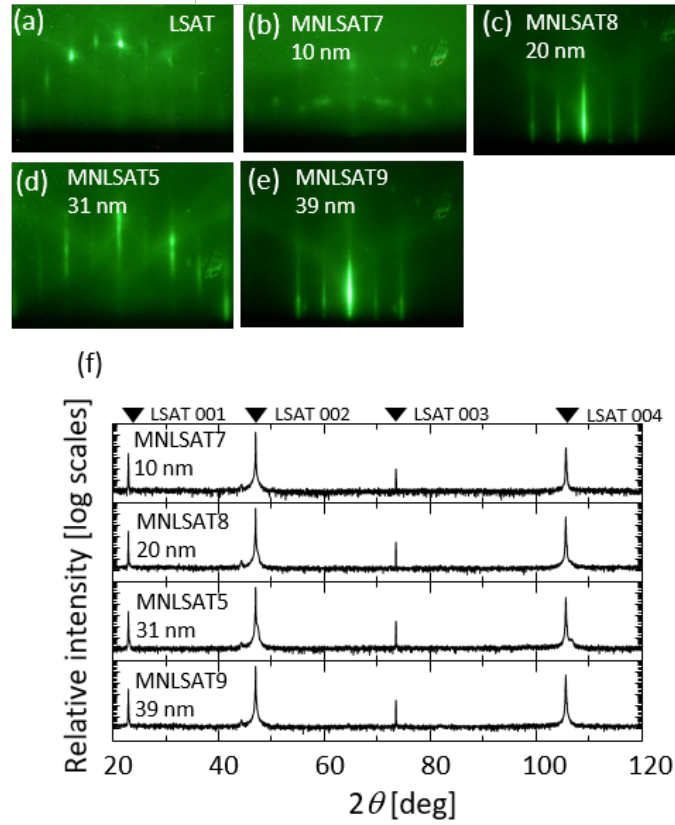 (a) LSAT
(b) MNLSAT7
10 nm
(c) MNLSAT8
20 nm
(d) MNLSAT5
31 nm
(e) MNLSAT9
39 nm
(f)
LSAT 001 LSAT 002 LSAT 003 LSAT 004
MNLSAT7
10 nm
MNLSAT8
20 nm
MNLSAT5
31 nm
MNLSAT9
39 nm
Relative intensity [log scales]
20 40 60 80 100 120
2θ [deg]